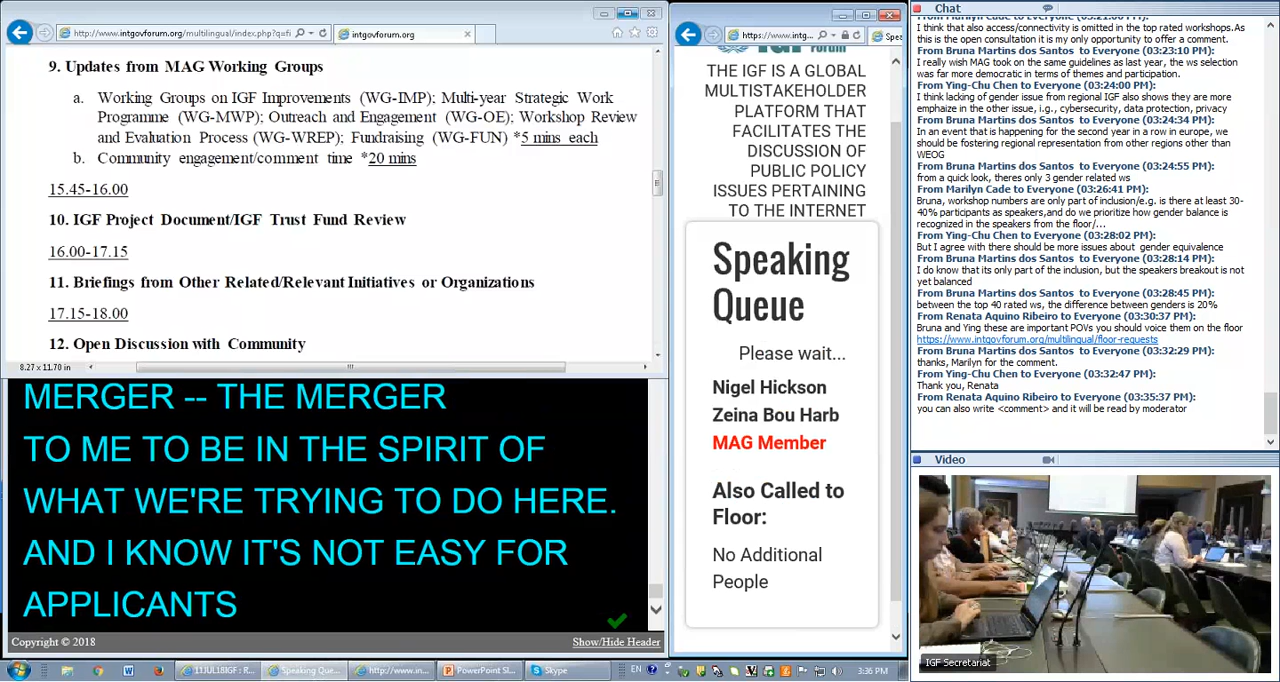 http://www.intgovforum.org/multilingual/index.php?q=fi
intgovforum.org
9. Updates from MAG Working Groups
a. Working Groups on IGF Improvements (WG-IMP); Multi-year Strategic Work
Programme (WG-MWP); Outreach and Engagement (WG-OE); Workshop Review
and Evaluation Process (WG-WREP); Fundraising (WG-FUN) *5 mins each
b. Community engagement/comment time *20 mins
15.45-16.00
10. IGF Project Document/IGF Trust Fund Review
16.00-17.15
11. Briefings from Other Related/Relevant Initiatives or Organizations
17.15-18.00
12. Open Discussion with Community
8.27 x 11.70 in
MERGER -- THE MERGER
TO ME TO BE IN THE SPIRIT OF
WHAT WE'RE TRYING TO DO HERE.
AND I KNOW IT'S NOT EASY FOR
APPLICANTS
Copyright © 2018
Show/Hide Header
https://www.intg...
Spe
Forum
THE IGF IS A GLOBAL
MULTISTAKEHOLDER
PLATFORM THAT
FACILITATES THE
DISCUSSION OF
PUBLIC POLICY
ISSUES PERTAINING
TO THE INTERNET
Speaking
Queue
Please wait...
Nigel Hickson
Zeina Bou Harb
MAG Member
Also Called to
Floor:
No Additional
People
Chat
From Marilyn Cade to Everyone (03:21:00 PM):
I think that also access/connectivity is omitted in the top rated workshops.As
this is the open consultation it is my only opportunity to offer a comment.
From Bruna Martins dos Santos to Everyone (03:23:10 PM):
I really wish MAG took on the same guidelines as last year, the ws selection
was far more democratic in terms of themes and participation.
From Ying-Chu Chen to Everyone (03:24:00 PM):
I think lacking of gender issue from regional IGF also shows they are more
emphaize in the other issue, i.g., cybersecurity, data protection, privacy
From Bruna Martins dos Santos to Everyone (03:24:34 PM):
In an event that is happening for the second year in a row in europe, we
should be fostering regional representation from other regions other than
WEOG
From Bruna Martins dos Santos to Everyone (03:24:55 PM):
from a quick look, theres only 3 gender related ws
From Marilyn Cade to Everyone (03:26:41 PM):
Bruna, workshop numbers are only part of inclusion/e.g. is there at least 30-
40% participants as speakers,and do we prioritize how gender balance is
recognized in the speakers from the floor/...
From Ying-Chu Chen to Everyone (03:28:02 PM):
But I agree with there should be more issues about gender equivalence
From Bruna Martins dos Santos to Everyone (03:28:14 PM):
I do know that its only part of the inclusion, but the speakers breakout is not
yet balanced
From Bruna Martins dos Santos to Everyone (03:28:45 PM):
between the top 40 rated ws, the difference between genders is 20%
From Renata Aquino Ribeiro to Everyone (03:30:37 PM):
Bruna and Ying these are important POVs you should voice them on the floor
https://www.intgovforum.org/multilingual/floor-requests
From Bruna Martins dos Santos to Everyone (03:32:29 PM):
thanks, Marilyn for the comment.
From Ying-Chu Chen to Everyone (03:32:47 PM):
Thank you, Renata
From Renata Aquino Ribeiro to Everyone (03:35:37 PM):
you can also write <comment> and it will be read by moderator
Video
IGF Secretariat
11JUL18IGF : R...
Speaking Que...
http://www.in...
PowerPoint Sl...
Skype
EN
3:36 PM